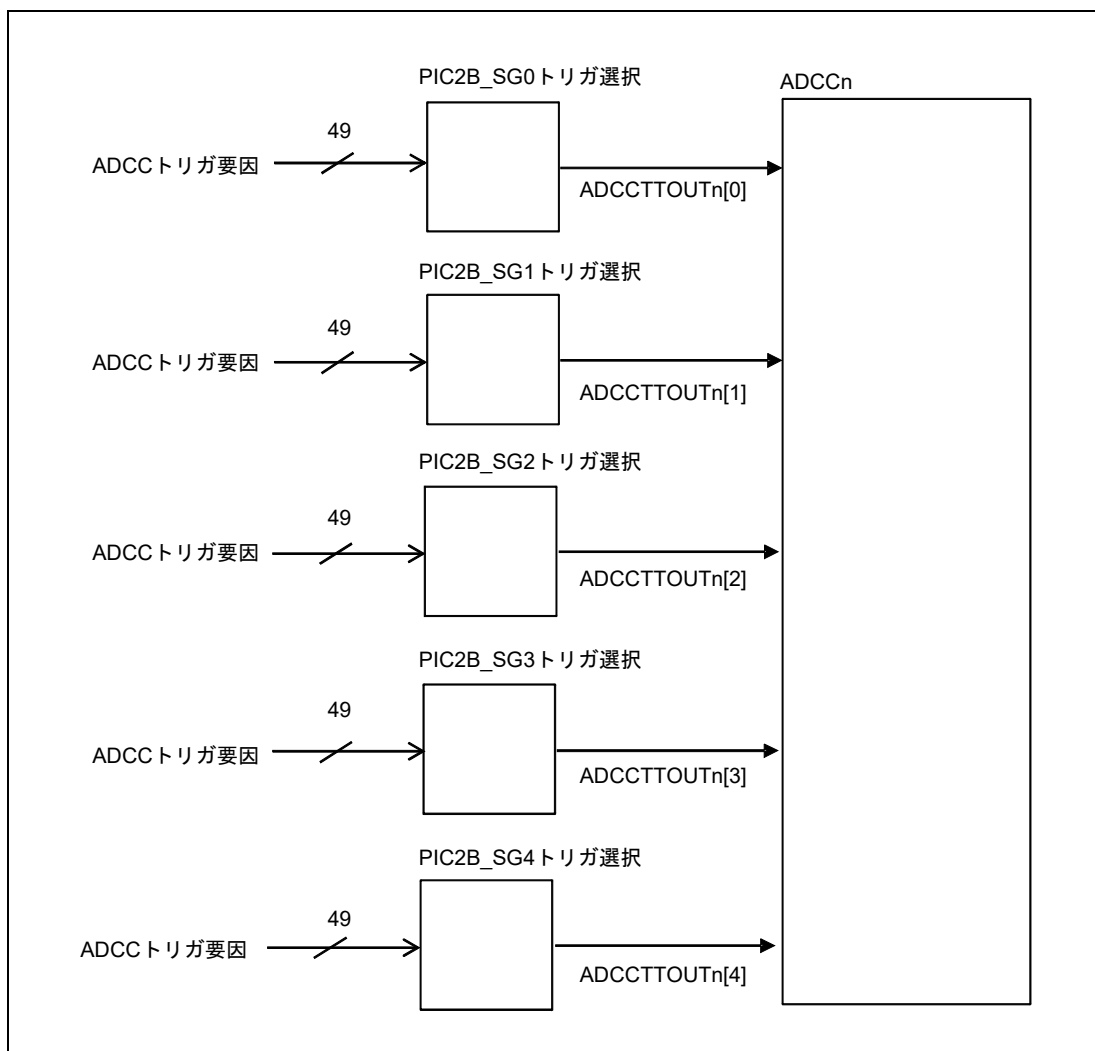 PIC2B_SG0トリガ選択
ADCCn
49
ADCCトリガ要因
ADCCTTOUTn[0]
PIC2B_SG1トリガ選択
49
ADCCトリガ要因
ADCCTTOUTn[1]
PIC2B_SG2トリガ選択
49
ADCCトリガ要因
ADCCTTOUTn[2]
PIC2B_SG3トリガ選択
49
ADCCトリガ要因
ADCCTTOUTn[3]
PIC2B_SG4トリガ選択
49
ADCCトリガ要因
ADCCTTOUTn[4]